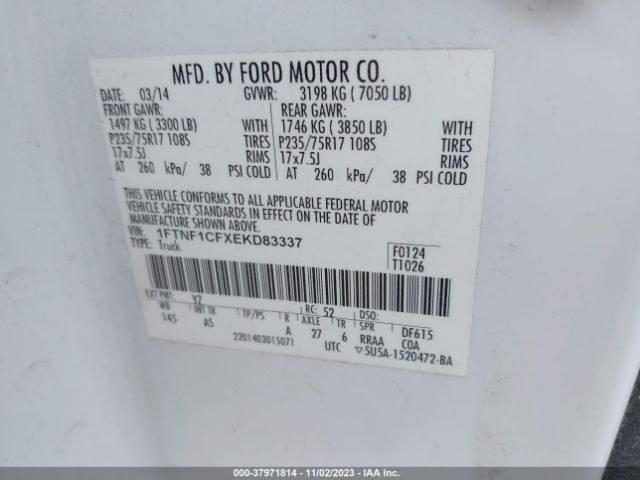 MFD. BY FORD MOTOR CO.
DATE: 03/14 GVWR: 3198 KG ( 7050 LB)
FRONT GAWR: REAR GAWR:
1497 KG ( 3300 LB) WITH 1746 KG ( 3850 LB) WITH
P235/75R17 108S TIRES P235/75R17 108S TIRES
17x7.5J RIMS 17x7.5J RIMS
AT 260 kPa/ 38 PSI COLD AT 260 kPa/ 38 PSI COLD
THIS VEHICLE CONFORMS TO ALL APPLICABLE FEDERAL MOTOR
VEHICLE SAFETY STANDARDS IN EFFECT ON THE DATE OF
MANUFACTURE SHOWN ABOVE.
VIN: 1FTNF1CFXEKD83337
TYPE: Truck
F0124
T1026
EXT PNT: YZ RC: 52 DSO:
WB INT TR TP/PS R AXLE TR SPR DF615
145 AS A 27 6 RRAA COA
2201403015071 UTC ▽5U5A-1520472-BA
000-37971814 - 11/02/2023 - IAA Inc.